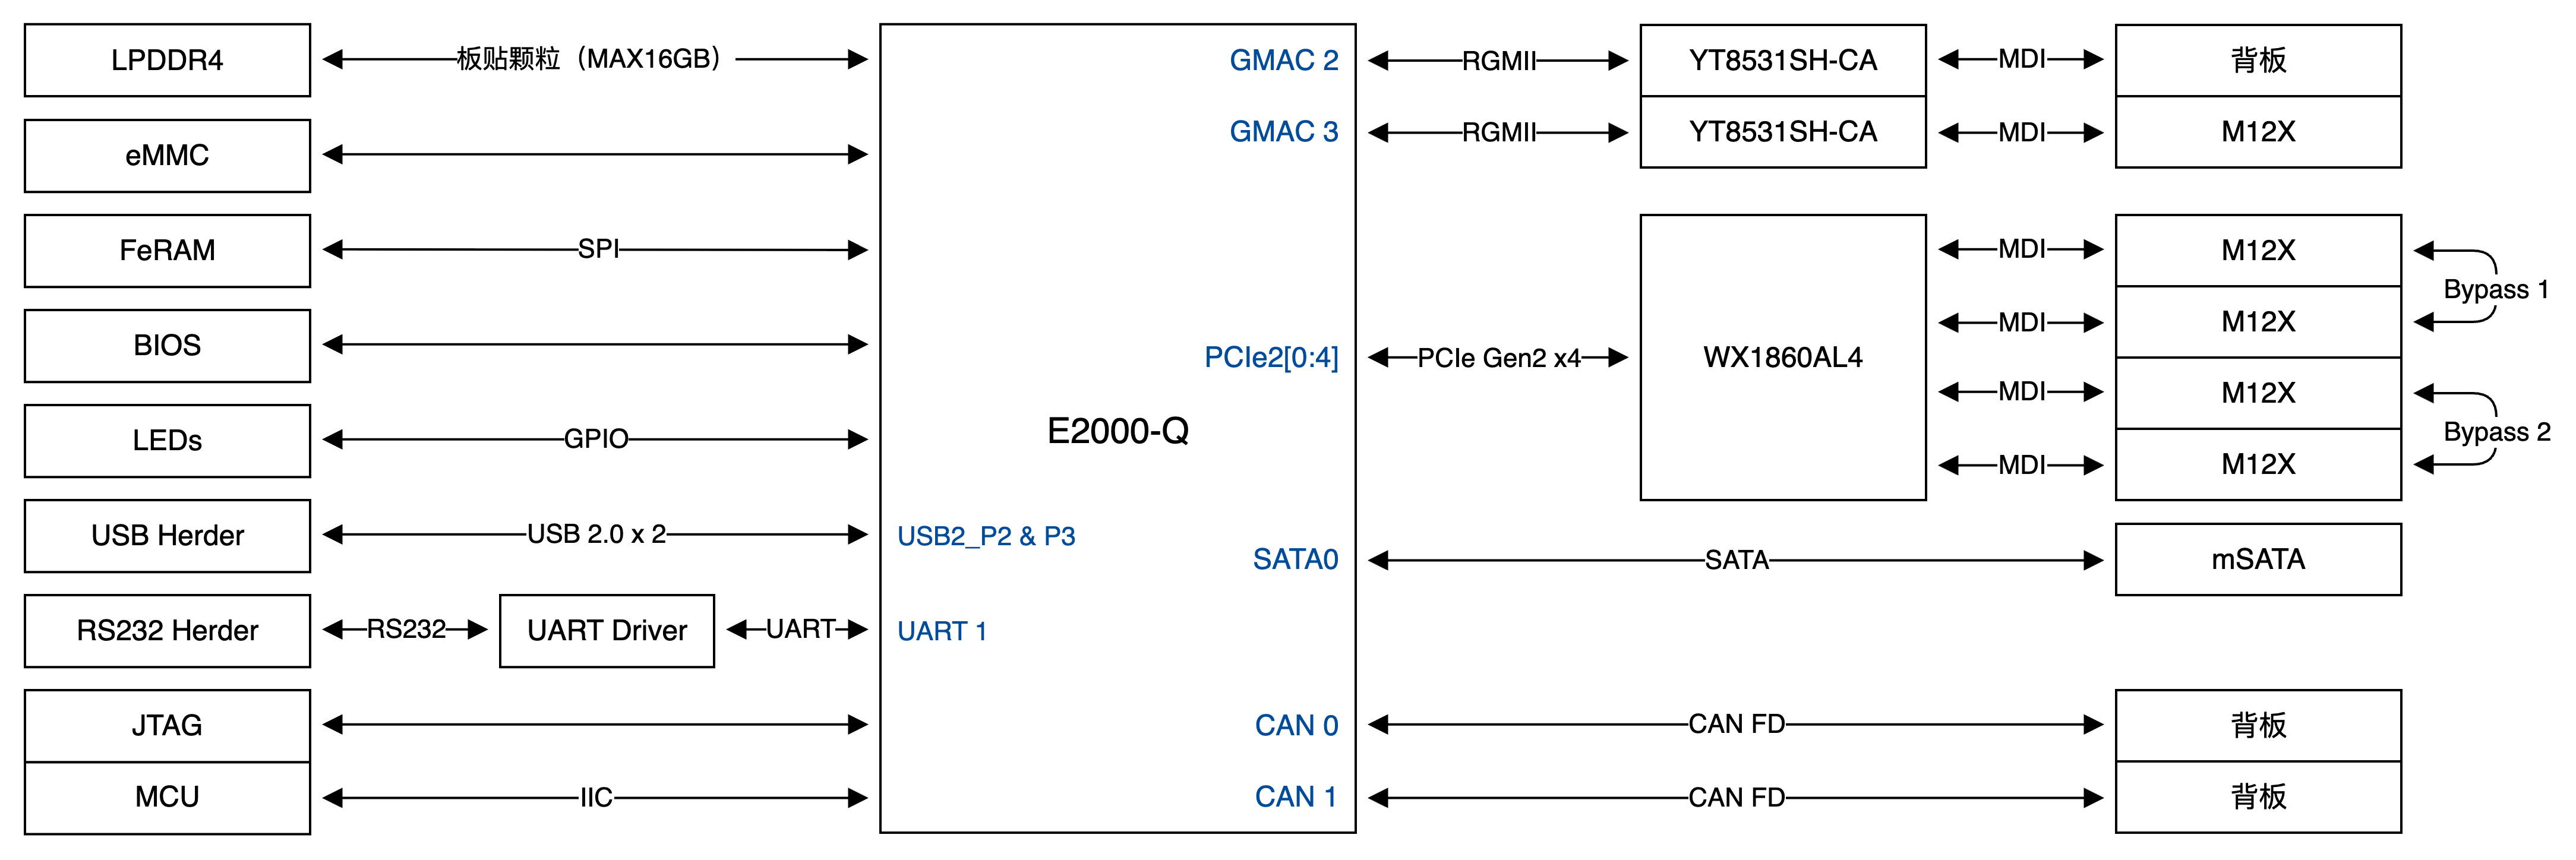 LPDDR4
板贴颗粒（MAX16GB）
eMMC
FeRAM
SPI
BIOS
LEDs
GPIO
USB Herder
USB 2.0 x 2
RS232 Herder
RS232
UART Driver
UART
JTAG
MCU
IIC
E2000-Q
USB2_P2 & P3
UART 1
GMAC 2
GMAC 3
PCIe2[0:4]
SATA0
CAN 0
CAN 1
RGMII
YT8531SH-CA
MDI
背板
RGMII
YT8531SH-CA
MDI
M12X
PCIe Gen2 x4
WX1860AL4
MDI
M12X
MDI
M12X
Bypass 1
MDI
M12X
MDI
M12X
Bypass 2
SATA
mSATA
CAN FD
背板
CAN FD
背板